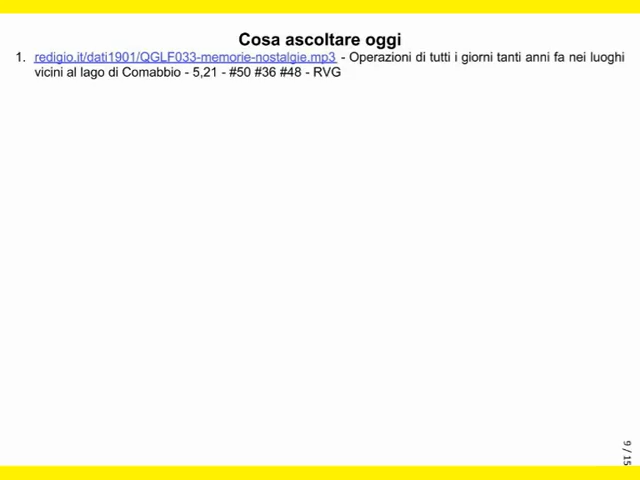 Cosa ascoltare oggi
1. redigio.it/dati1901/QGLF033-memorie-nostalgie.mp3 - Operazioni di tutti i giorni tanti anni fa nei luoghi
vicini al lago di Comabbio - 5,21 - #50 #36 #48 - RVG
9 / 15